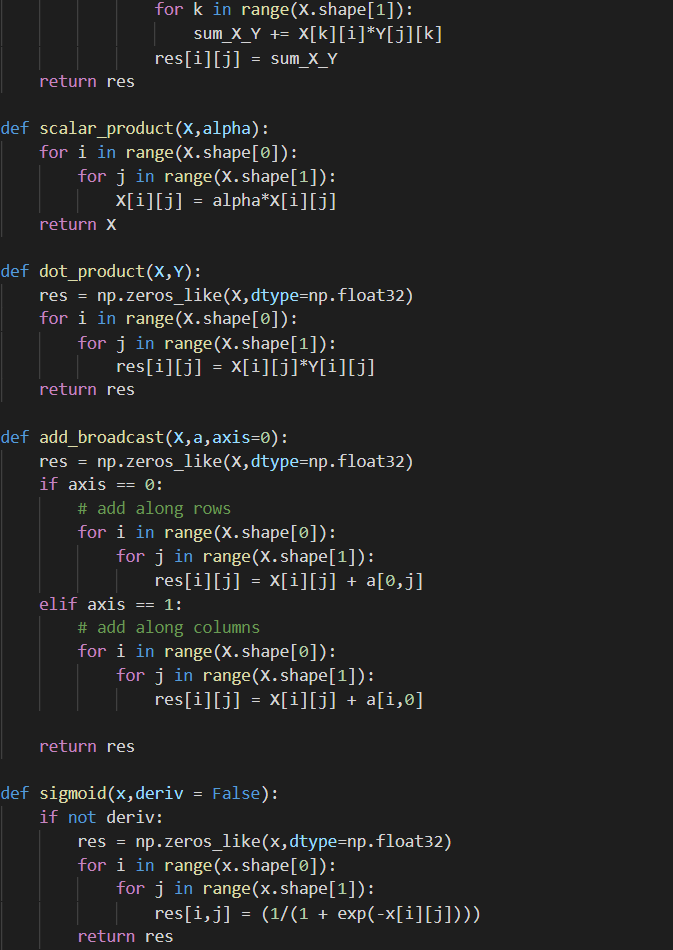 for k in range(X.shape[1]):
                sum_X_Y += X[k][i]*Y[j][k]
            res[i][j] = sum_X_Y
    return res

def scalar_product(X,alpha):
    for i in range(X.shape[0]):
        for j in range(X.shape[1]):
            X[i][j] = alpha*X[i][j]
    return X

def dot_product(X,Y):
    res = np.zeros_like(X,dtype=np.float32)
    for i in range(X.shape[0]):
        for j in range(X.shape[1]):
            res[i][j] = X[i][j]*Y[i][j]
    return res

def add_broadcast(X,a,axis=0):
    res = np.zeros_like(X,dtype=np.float32)
    if axis == 0:
        # add along rows
        for i in range(X.shape[0]):
            for j in range(X.shape[1]):
                res[i][j] = X[i][j] + a[0,j]
    elif axis == 1:
        # add along columns
        for i in range(X.shape[0]):
            for j in range(X.shape[1]):
                res[i][j] = X[i][j] + a[i,0]

    return res

def sigmoid(x,deriv = False):
    if not deriv:
        res = np.zeros_like(x,dtype=np.float32)
        for i in range(x.shape[0]):
            for j in range(x.shape[1]):
                res[i,j] = (1/(1 + exp(-x[i][j])))
        return res